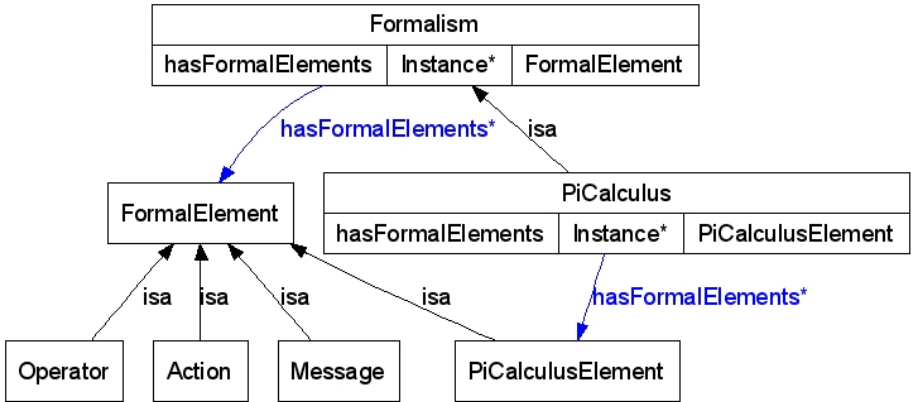 Formalism
hasFormalElements Instance* FormalElement
hasFormalElements* isa
PiCalculus
FormalElement
hasFormalElements Instance* PiCalculusElement
isa isa isa isa hasFormalElements*
Operator Action Message PiCalculusElement